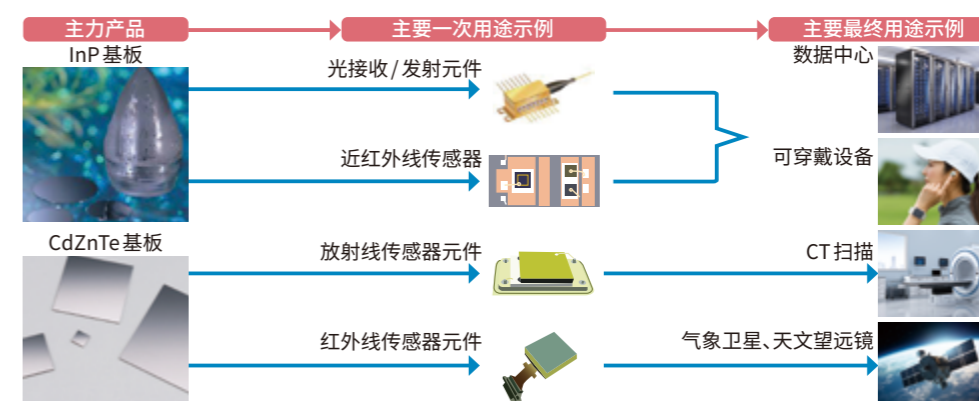 主力产品
主要一次用途示例
主要最终用途示例
InP基板
光接收/发射元件
数据中心
近红外线传感器
可穿戴设备
CdZnTe基板
放射线传感器元件
CT扫描
红外线传感器元件
气象卫星、天文望远镜